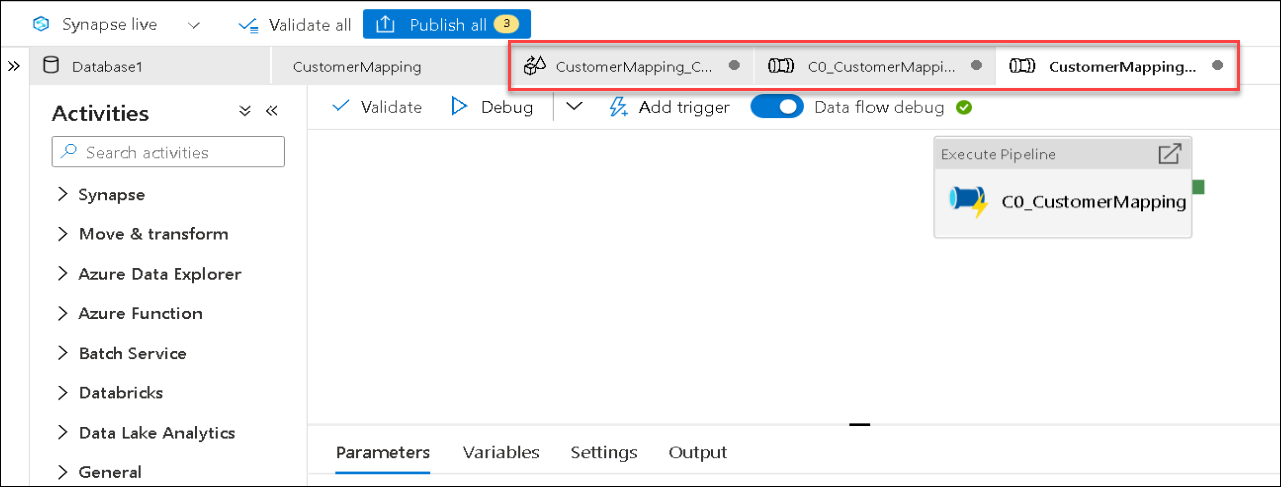 Synapse live Validate all Publish all 3
Database1 CustomerMapping CustomerMapping_C... C0_CustomerMappi... CustomerMapping...
Activities Validate Debug Add trigger Data flow debug
Search activities
Execute Pipeline
C0_CustomerMapping
Synapse
Move & transform
Azure Data Explorer
Azure Function
Batch Service
Databricks
Data Lake Analytics
General
Parameters Variables Settings Output